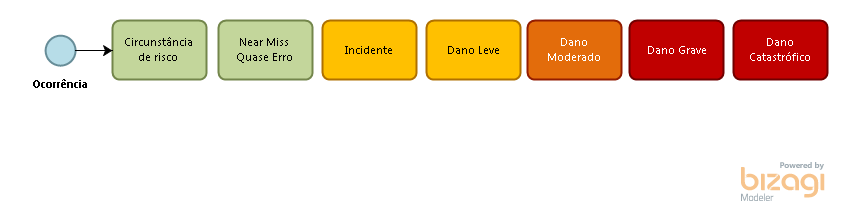 Ocorrência
Circunstância
de risco
Near Miss
Quase Erro
Incidente
Dano Leve
Dano
Moderado
Dano Grave
Dano
Catastrófico
Powered by
bizagi
Modeler